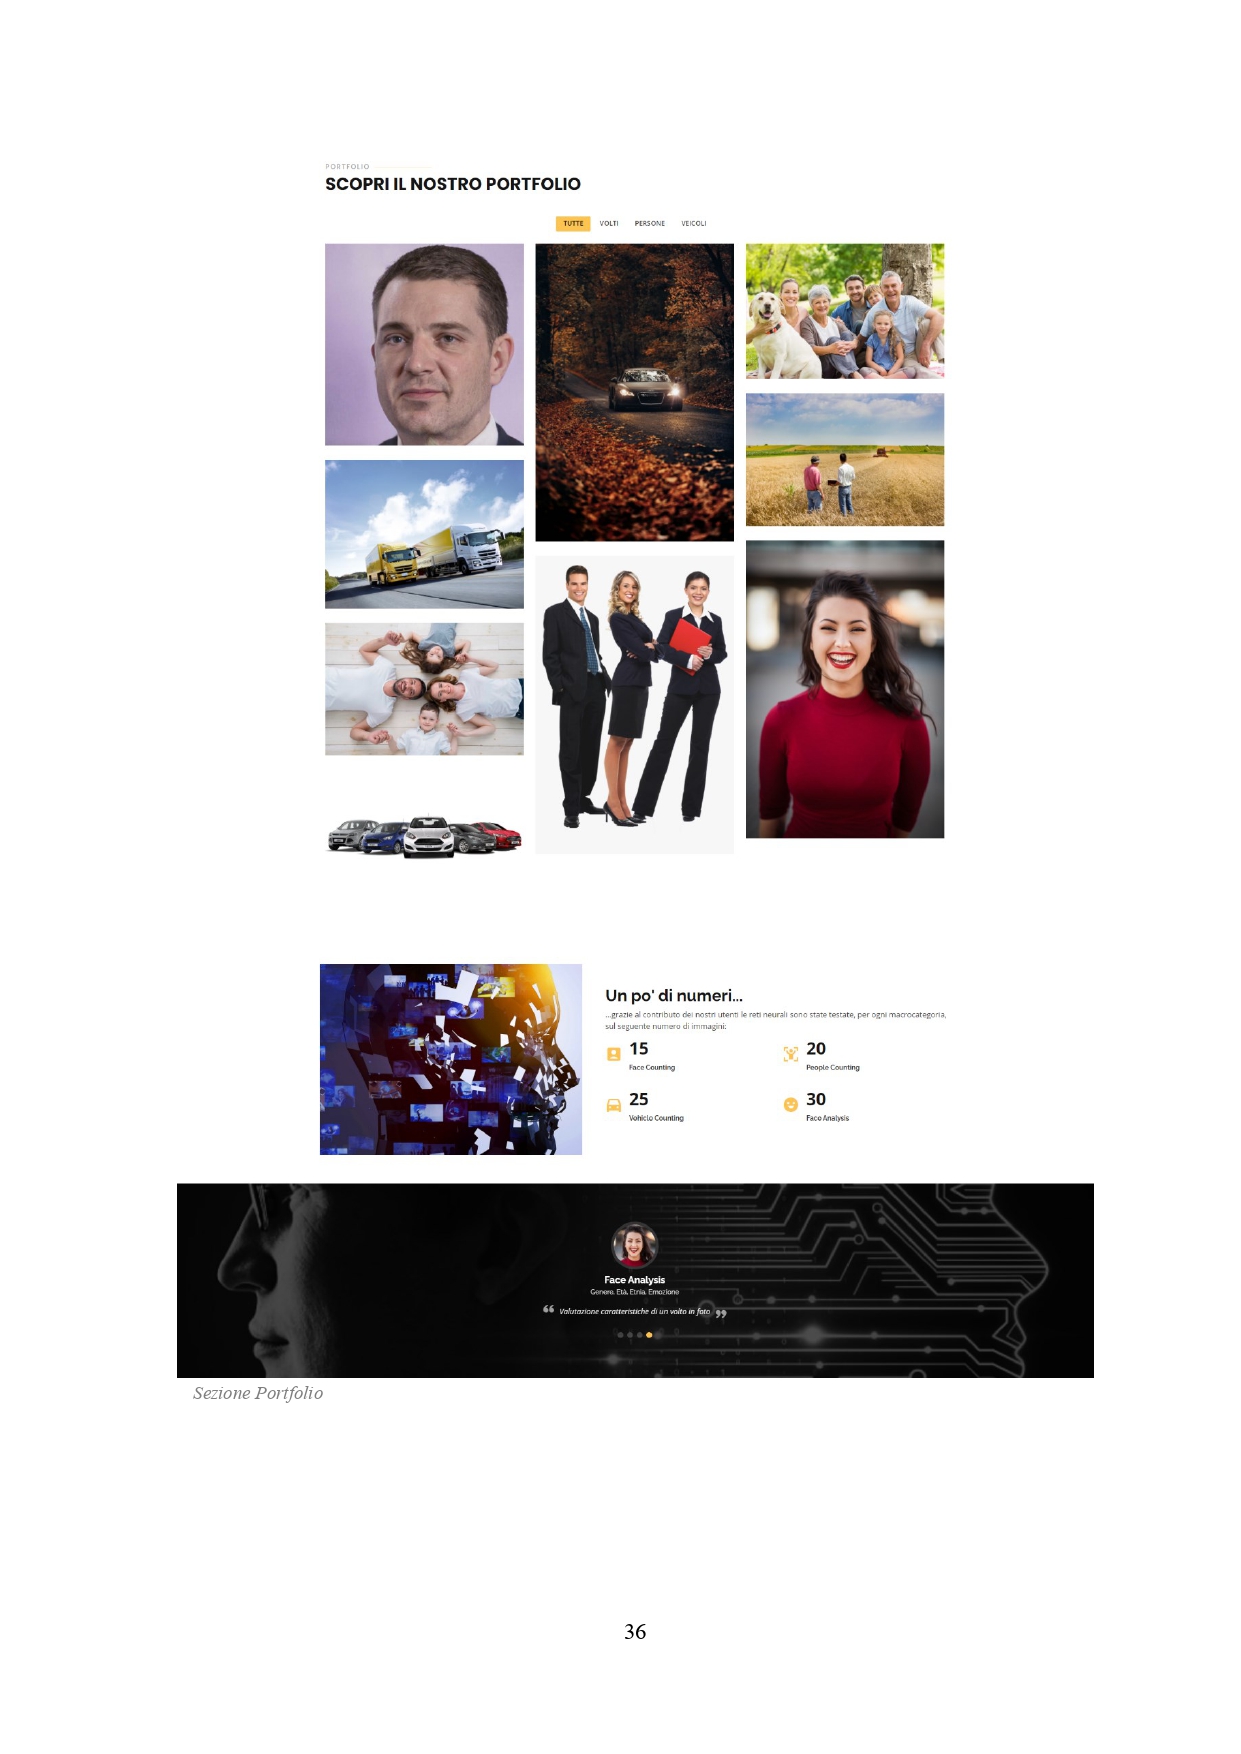 PORTFOLIO
SCOPRI IL NOSTRO PORTFOLIO
TUTTE VOLTI PERSONE VEICOLI
Un po' di numeri...
...grazie al contributo dei nostri utenti le reti neurali sono state testate, per ogni macrocategoria,
sul seguente numero di immagini:
15
Face Counting
20
People Counting
25
Vehicle Counting
30
Face Analysis
Face Analysis
Genere, Età, Etnia, Emozione
“ Valutazione caratteristiche di un volto in foto ”
Sezione Portfolio
36